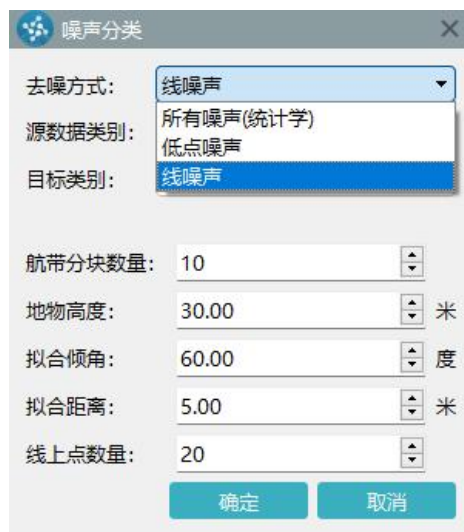 噪声分类
去噪方式: 线噪声
所有噪声(统计学)
源数据类别:
低点噪声
目标类别:
线噪声
航带分块数量: 10
地物高度: 30.00 米
拟合倾角: 60.00 度
拟合距离: 5.00 米
线上点数量: 20
确定 取消